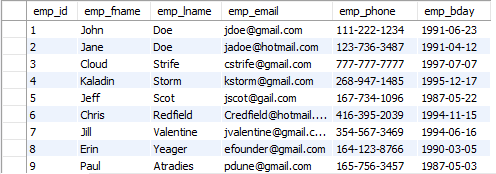 emp_id emp_fname emp_lname emp_email emp_phone emp_bday
1 John Doe jdoe@gmail.com 111-222-1234 1991-06-23
2 Jane Doe jadoe@hotmail.com 123-736-3487 1991-04-12
3 Cloud Strife cstrife@gmail.com 777-777-7777 1997-07-07
4 Kaladin Storm kstorm@gmail.com 268-947-1485 1995-12-17
5 Jeff Scot jscot@gail.com 167-734-1096 1987-05-22
6 Chris Redfield Credfield@hotmail.... 416-395-2039 1994-11-15
7 Jill Valentine jvalentine@gmail.c... 354-567-3469 1994-06-16
8 Erin Yeager efounder@gmail.com 164-123-8766 1990-03-05
9 Paul Atradies pdune@gmail.com 165-756-3457 1987-05-03